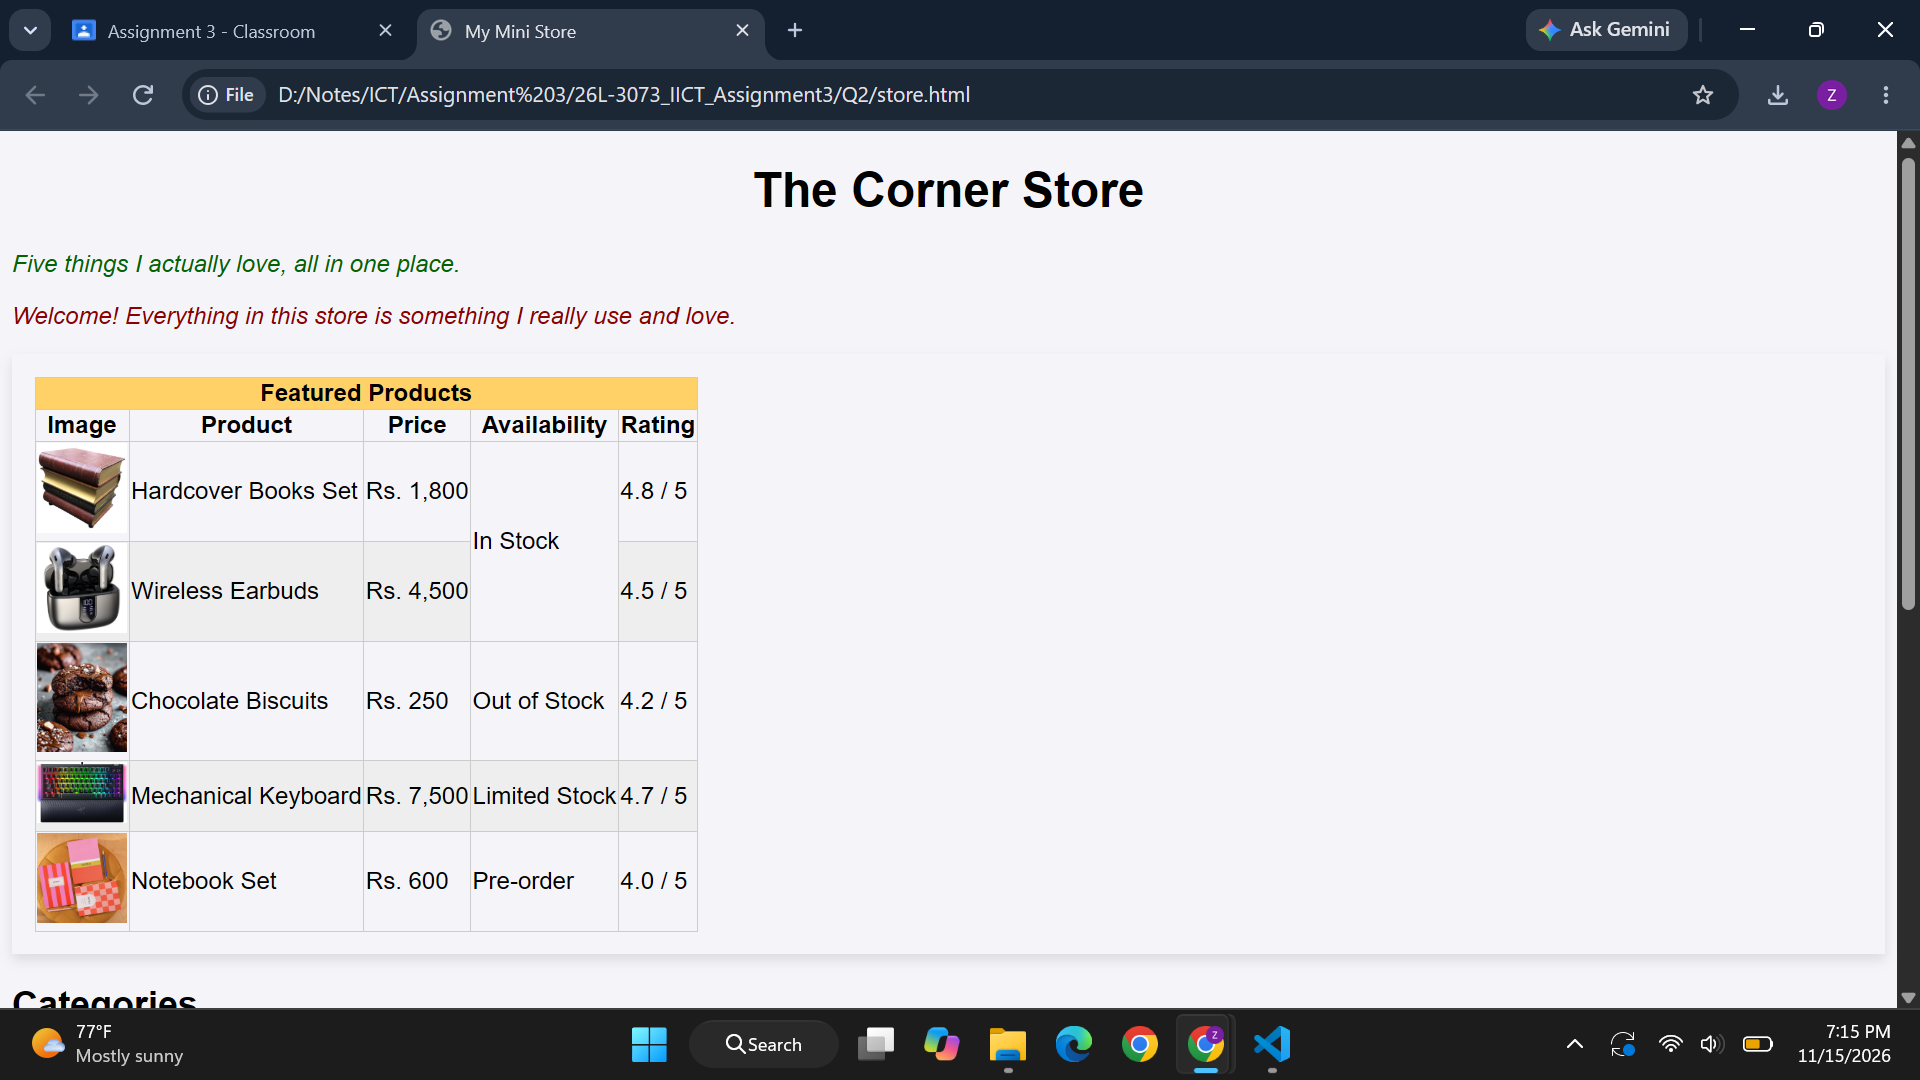 Assignment 3 - Classroom
My Mini Store
Ask Gemini
File
D:/Notes/ICT/Assignment%203/26L-3073_IICT_Assignment3/Q2/store.html
Z
The Corner Store
Five things I actually love, all in one place.
Welcome! Everything in this store is something I really use and love.
Featured Products
Image Product Price Availability Rating
Hardcover Books Set Rs. 1,800 In Stock 4.8 / 5
Wireless Earbuds Rs. 4,500 4.5 / 5
Chocolate Biscuits Rs. 250 Out of Stock 4.2 / 5
Mechanical Keyboard Rs. 7,500 Limited Stock 4.7 / 5
Notebook Set Rs. 600 Pre-order 4.0 / 5
Categories
77°F
Mostly sunny
Search
Z
7:15 PM
11/15/2026